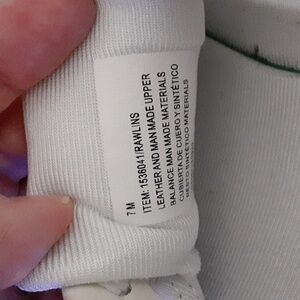 7 M
ITEM: 1536041/RAWLINS
LEATHER AND MAN MADE UPPER
BALANCE MAN MADE MATERIALS
CUBIERTA DE CUERO Y SINTÉTICO
RESTO SINTÉTICO MATERIALS